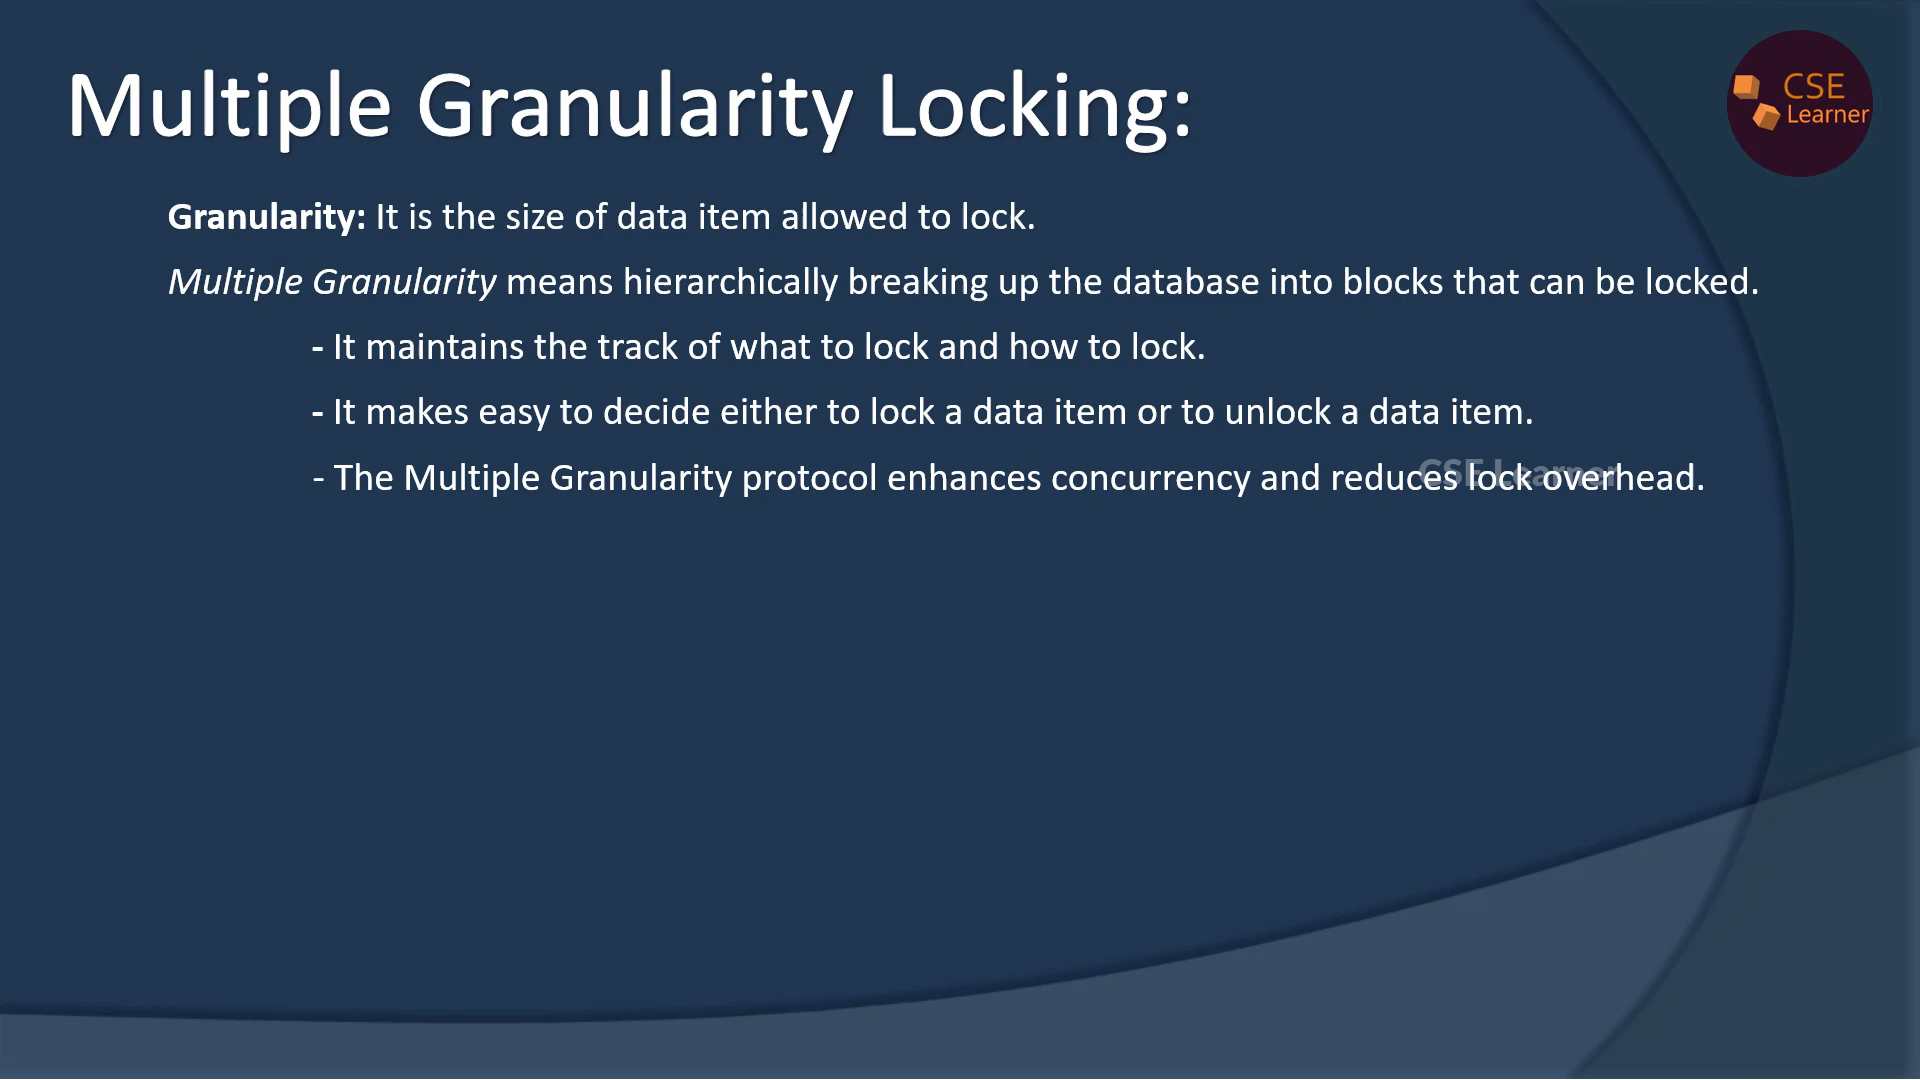 Multiple Granularity Locking:
CSE
Learner
Granularity: It is the size of data item allowed to lock.
Multiple Granularity means hierarchically breaking up the database into blocks that can be locked.
- It maintains the track of what to lock and how to lock.
- It makes easy to decide either to lock a data item or to unlock a data item.
- The Multiple Granularity protocol enhances concurrency and reduces lock overhead.
CSE Learner